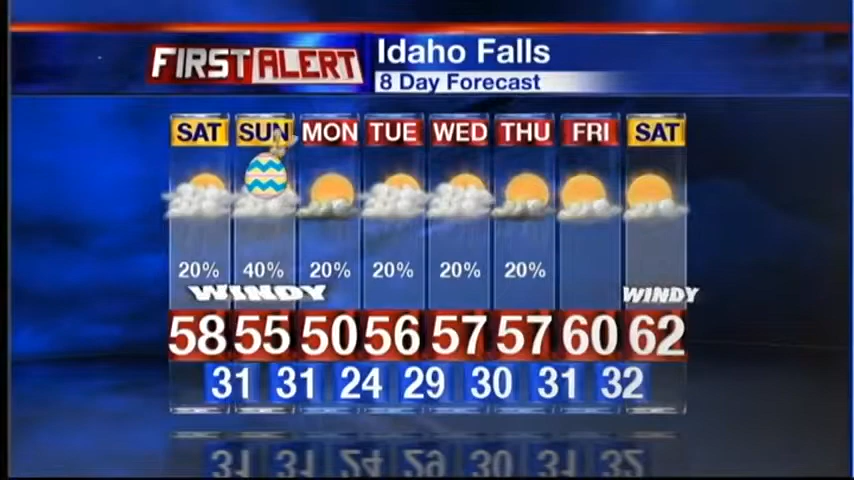 FIRST ALERT
Idaho Falls
8 Day Forecast
SAT SUN MON TUE WED THU FRI SAT
20% 40% 20% 20% 20% 20%
WINDY WINDY
58 55 50 56 57 57 60 62
31 31 24 29 30 31 32